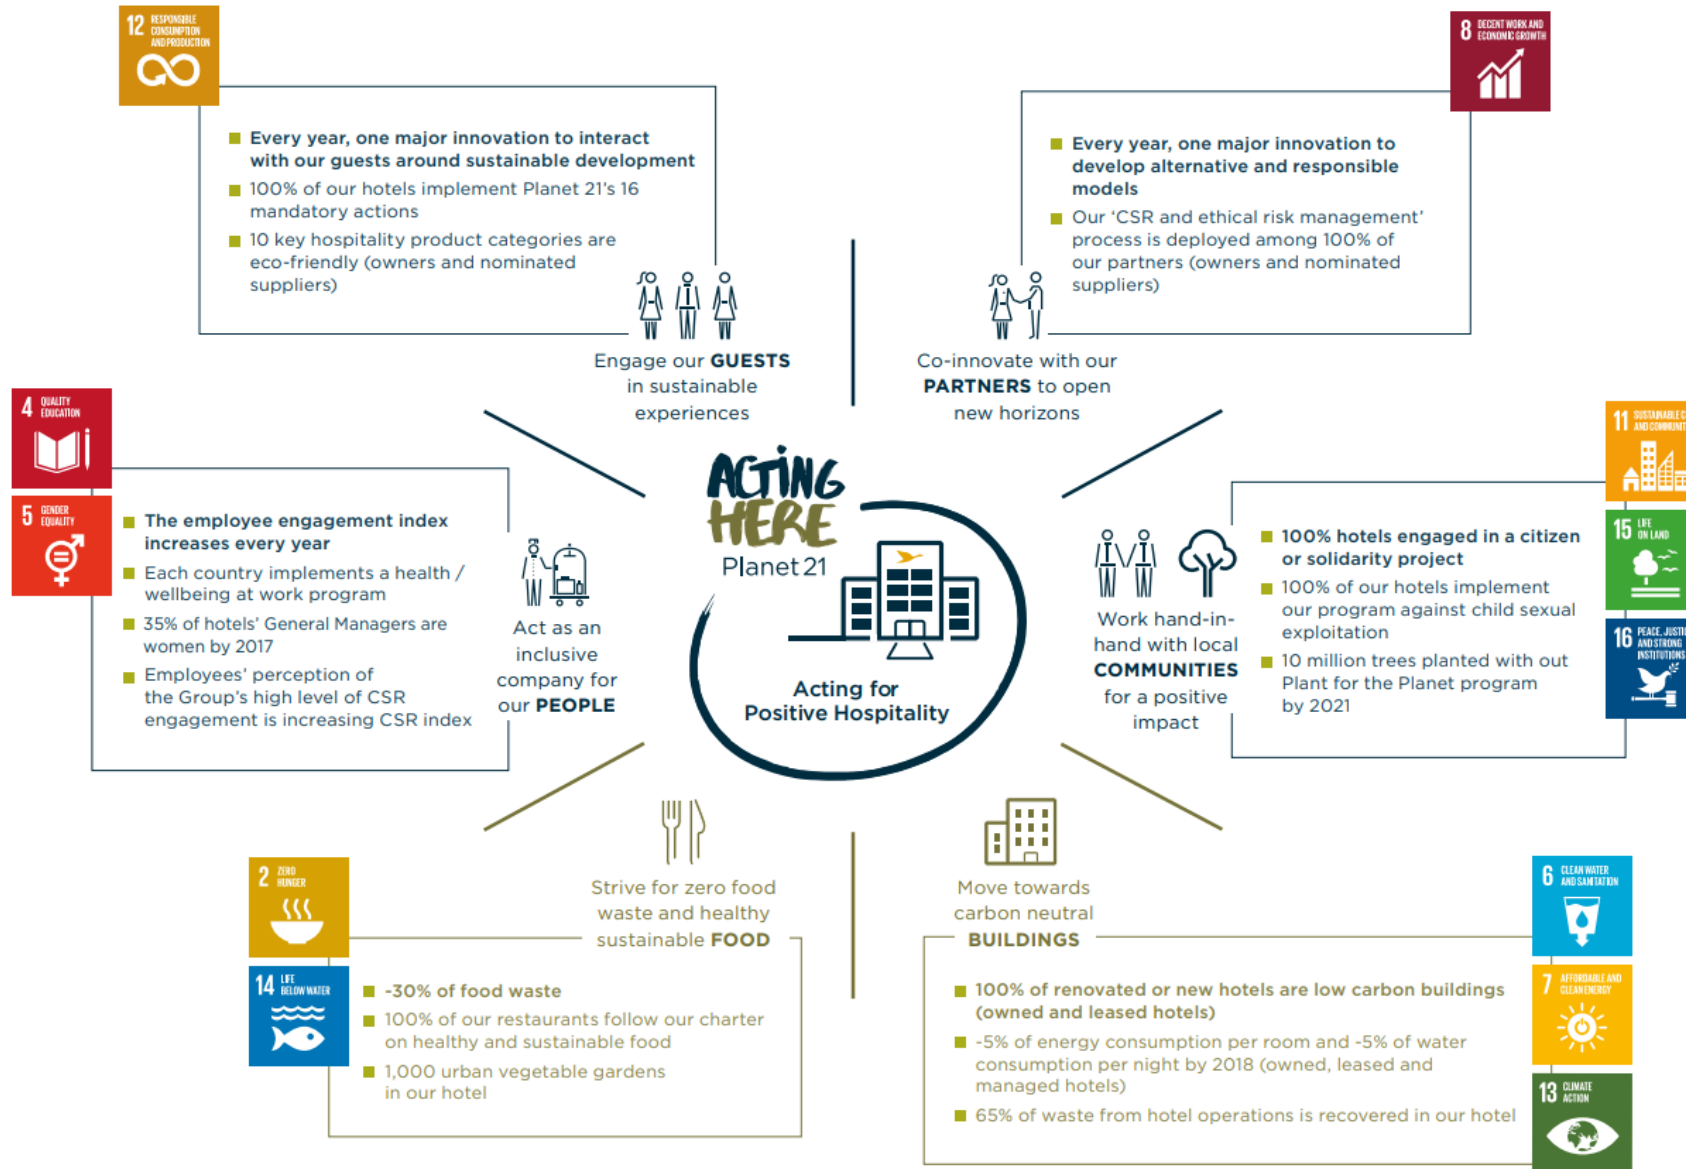 12 RESPONSIBLE
CONSUMPTION
AND PRODUCTION
Every year, one major innovation to interact
with our guests around sustainable development
100% of our hotels implement Planet 21's 16
mandatory actions
10 key hospitality product categories are
eco-friendly (owners and nominated
suppliers)
Engage our GUESTS
in sustainable
experiences
8 DECENT WORK AND
ECONOMIC GROWTH
Every year, one major innovation to
develop alternative and responsible
models
Our ‘CSR and ethical risk management’
process is deployed among 100% of
our partners (owners and nominated
suppliers)
Co-innovate with our
PARTNERS to open
new horizons
4 QUALITY
EDUCATION
5 GENDER
EQUALITY
The employee engagement index
increases every year
Each country implements a health /
wellbeing at work program
35% of hotels' General Managers are
women by 2017
Employees' perception of
the Group's high level of CSR
engagement is increasing CSR index
Act as an
inclusive
company for
our PEOPLE
ACTING
HERE
Planet 21
Acting for
Positive Hospitality
Work hand-in-
hand with local
COMMUNITIES
for a positive
impact
100% hotels engaged in a citizen
or solidarity project
100% of our hotels implement
our program against child sexual
exploitation
10 million trees planted with out
Plant for the Planet program
by 2021
11 SUSTAINABLE
AND
15 LIFE
ON LAND
16 PEACE,
AND STRONG
INSTITUTIONS
2 ZERO
HUNGER
14 LIFE
BELOW WATER
Strive for zero food
waste and healthy
sustainable FOOD
-30% of food waste
100% of our restaurants follow our charter
on healthy and sustainable food
1,000 urban vegetable gardens
in our hotel
Move towards
carbon neutral
BUILDINGS
100% of renovated or new hotels are low carbon buildings
(owned and leased hotels)
-5% of energy consumption per room and -5% of water
consumption per night by 2018 (owned, leased and
managed hotels)
65% of waste from hotel operations is recovered in our hotel
6 CLEAN WATER
AND SANITATION
7 AFFORDABLE AND
CLEAN ENERGY
13 CLIMATE
ACTION